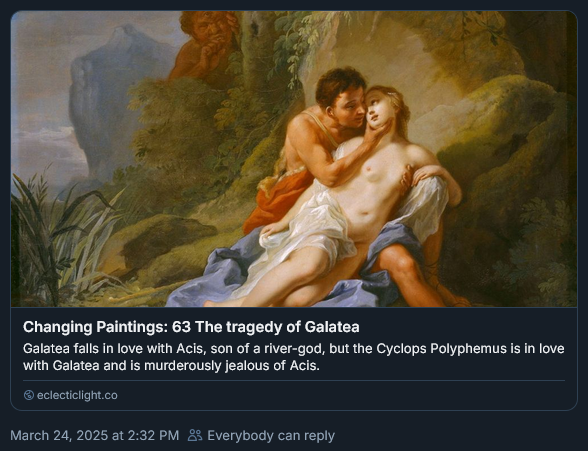 Changing Paintings: 63 The tragedy of Galatea
Galatea falls in love with Acis, son of a river-god, but the Cyclops Polyphemus is in love
with Galatea and is murderously jealous of Acis.
eclecticlight.co
March 24, 2025 at 2:32 PM Everybody can reply